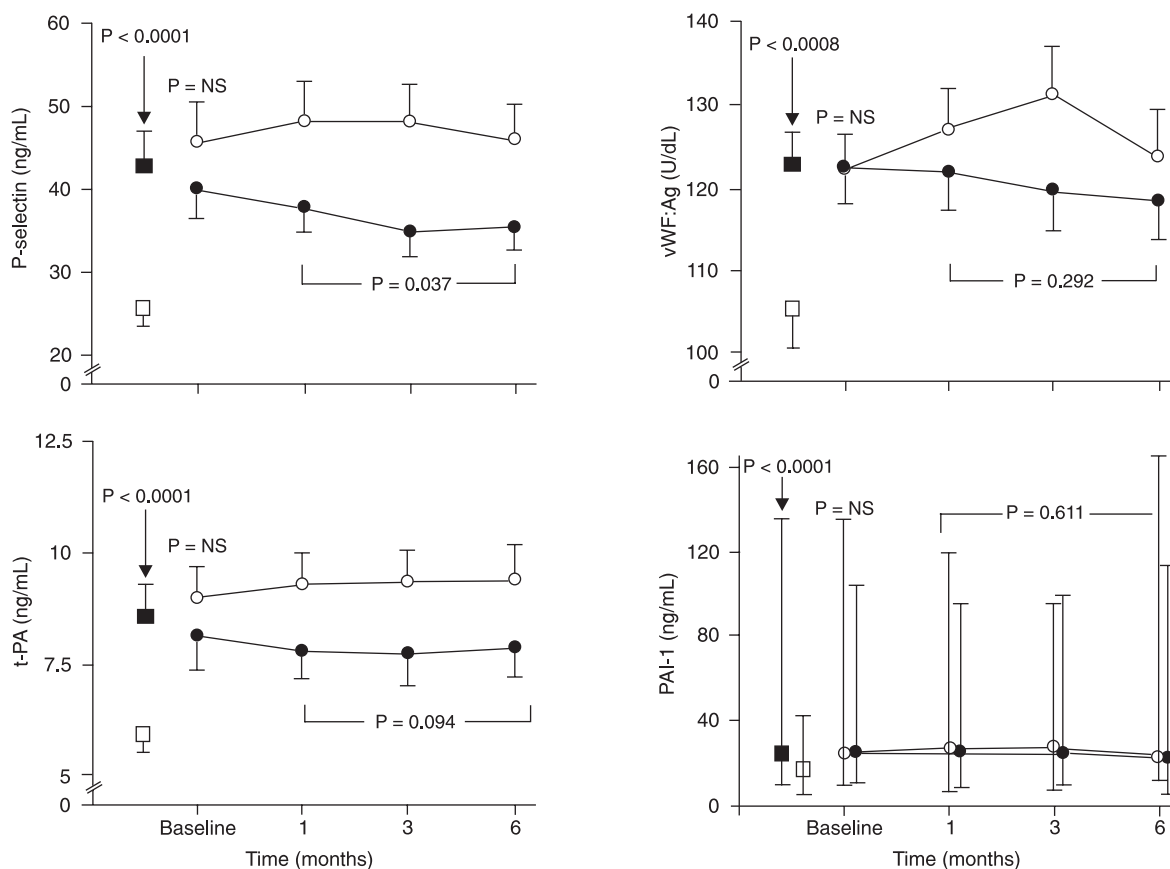 P-selectin (ng/mL)
60
50
40
30
20
0
P < 0.0001
P = NS
P = 0.037
vWF:Ag (U/dL)
140
130
120
110
100
0
P < 0.0008
P = NS
P = 0.292
t-PA (ng/mL)
12.5
10
7.5
5
0
P < 0.0001
P = NS
P = 0.094
Baseline 1 3 6
Time (months)
PAI-1 (ng/mL)
160
120
80
40
0
P < 0.0001
P = NS
P = 0.611
Baseline 1 3 6
Time (months)